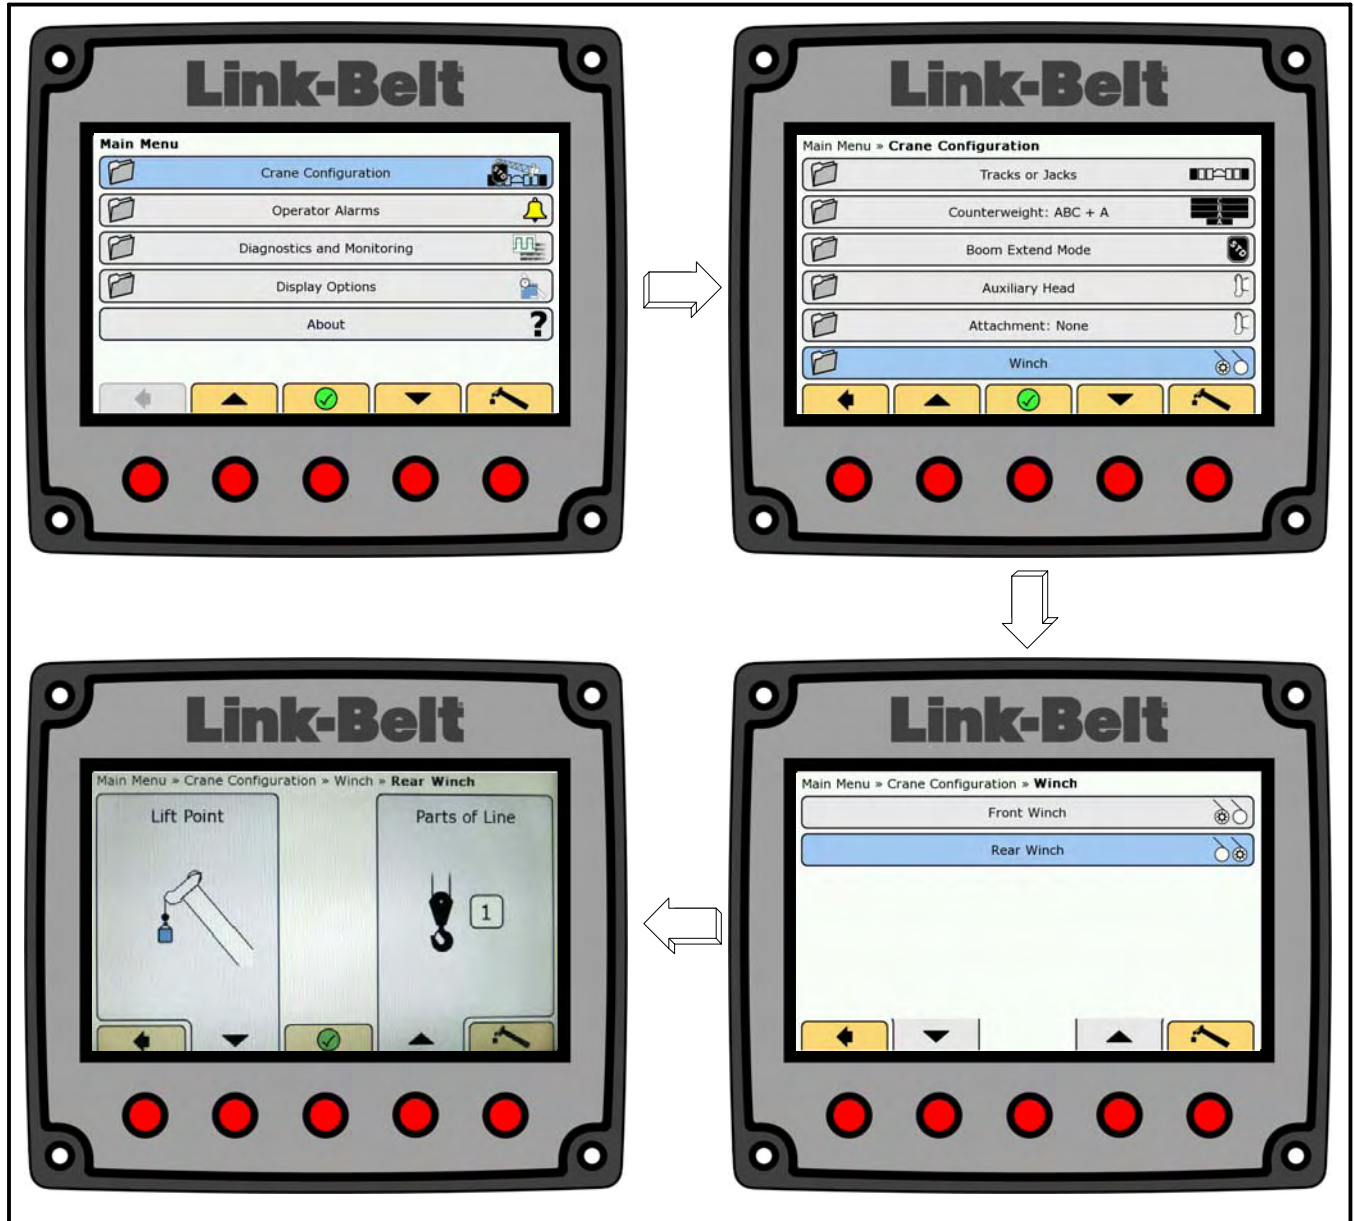 Link-Belt
Main Menu
Crane Configuration
STD
Operator Alarms
Diagnostics and Monitoring
Display Options
About
?
Link-Belt
Main Menu » Crane Configuration
Tracks or Jacks
Counterweight: ABC + A
Boom Extend Mode
STD
Auxiliary Head
Attachment: None
Winch
Link-Belt
Main Menu » Crane Configuration » Winch » Rear Winch
Lift Point
Parts of Line
1
Link-Belt
Main Menu » Crane Configuration » Winch
Front Winch
Rear Winch